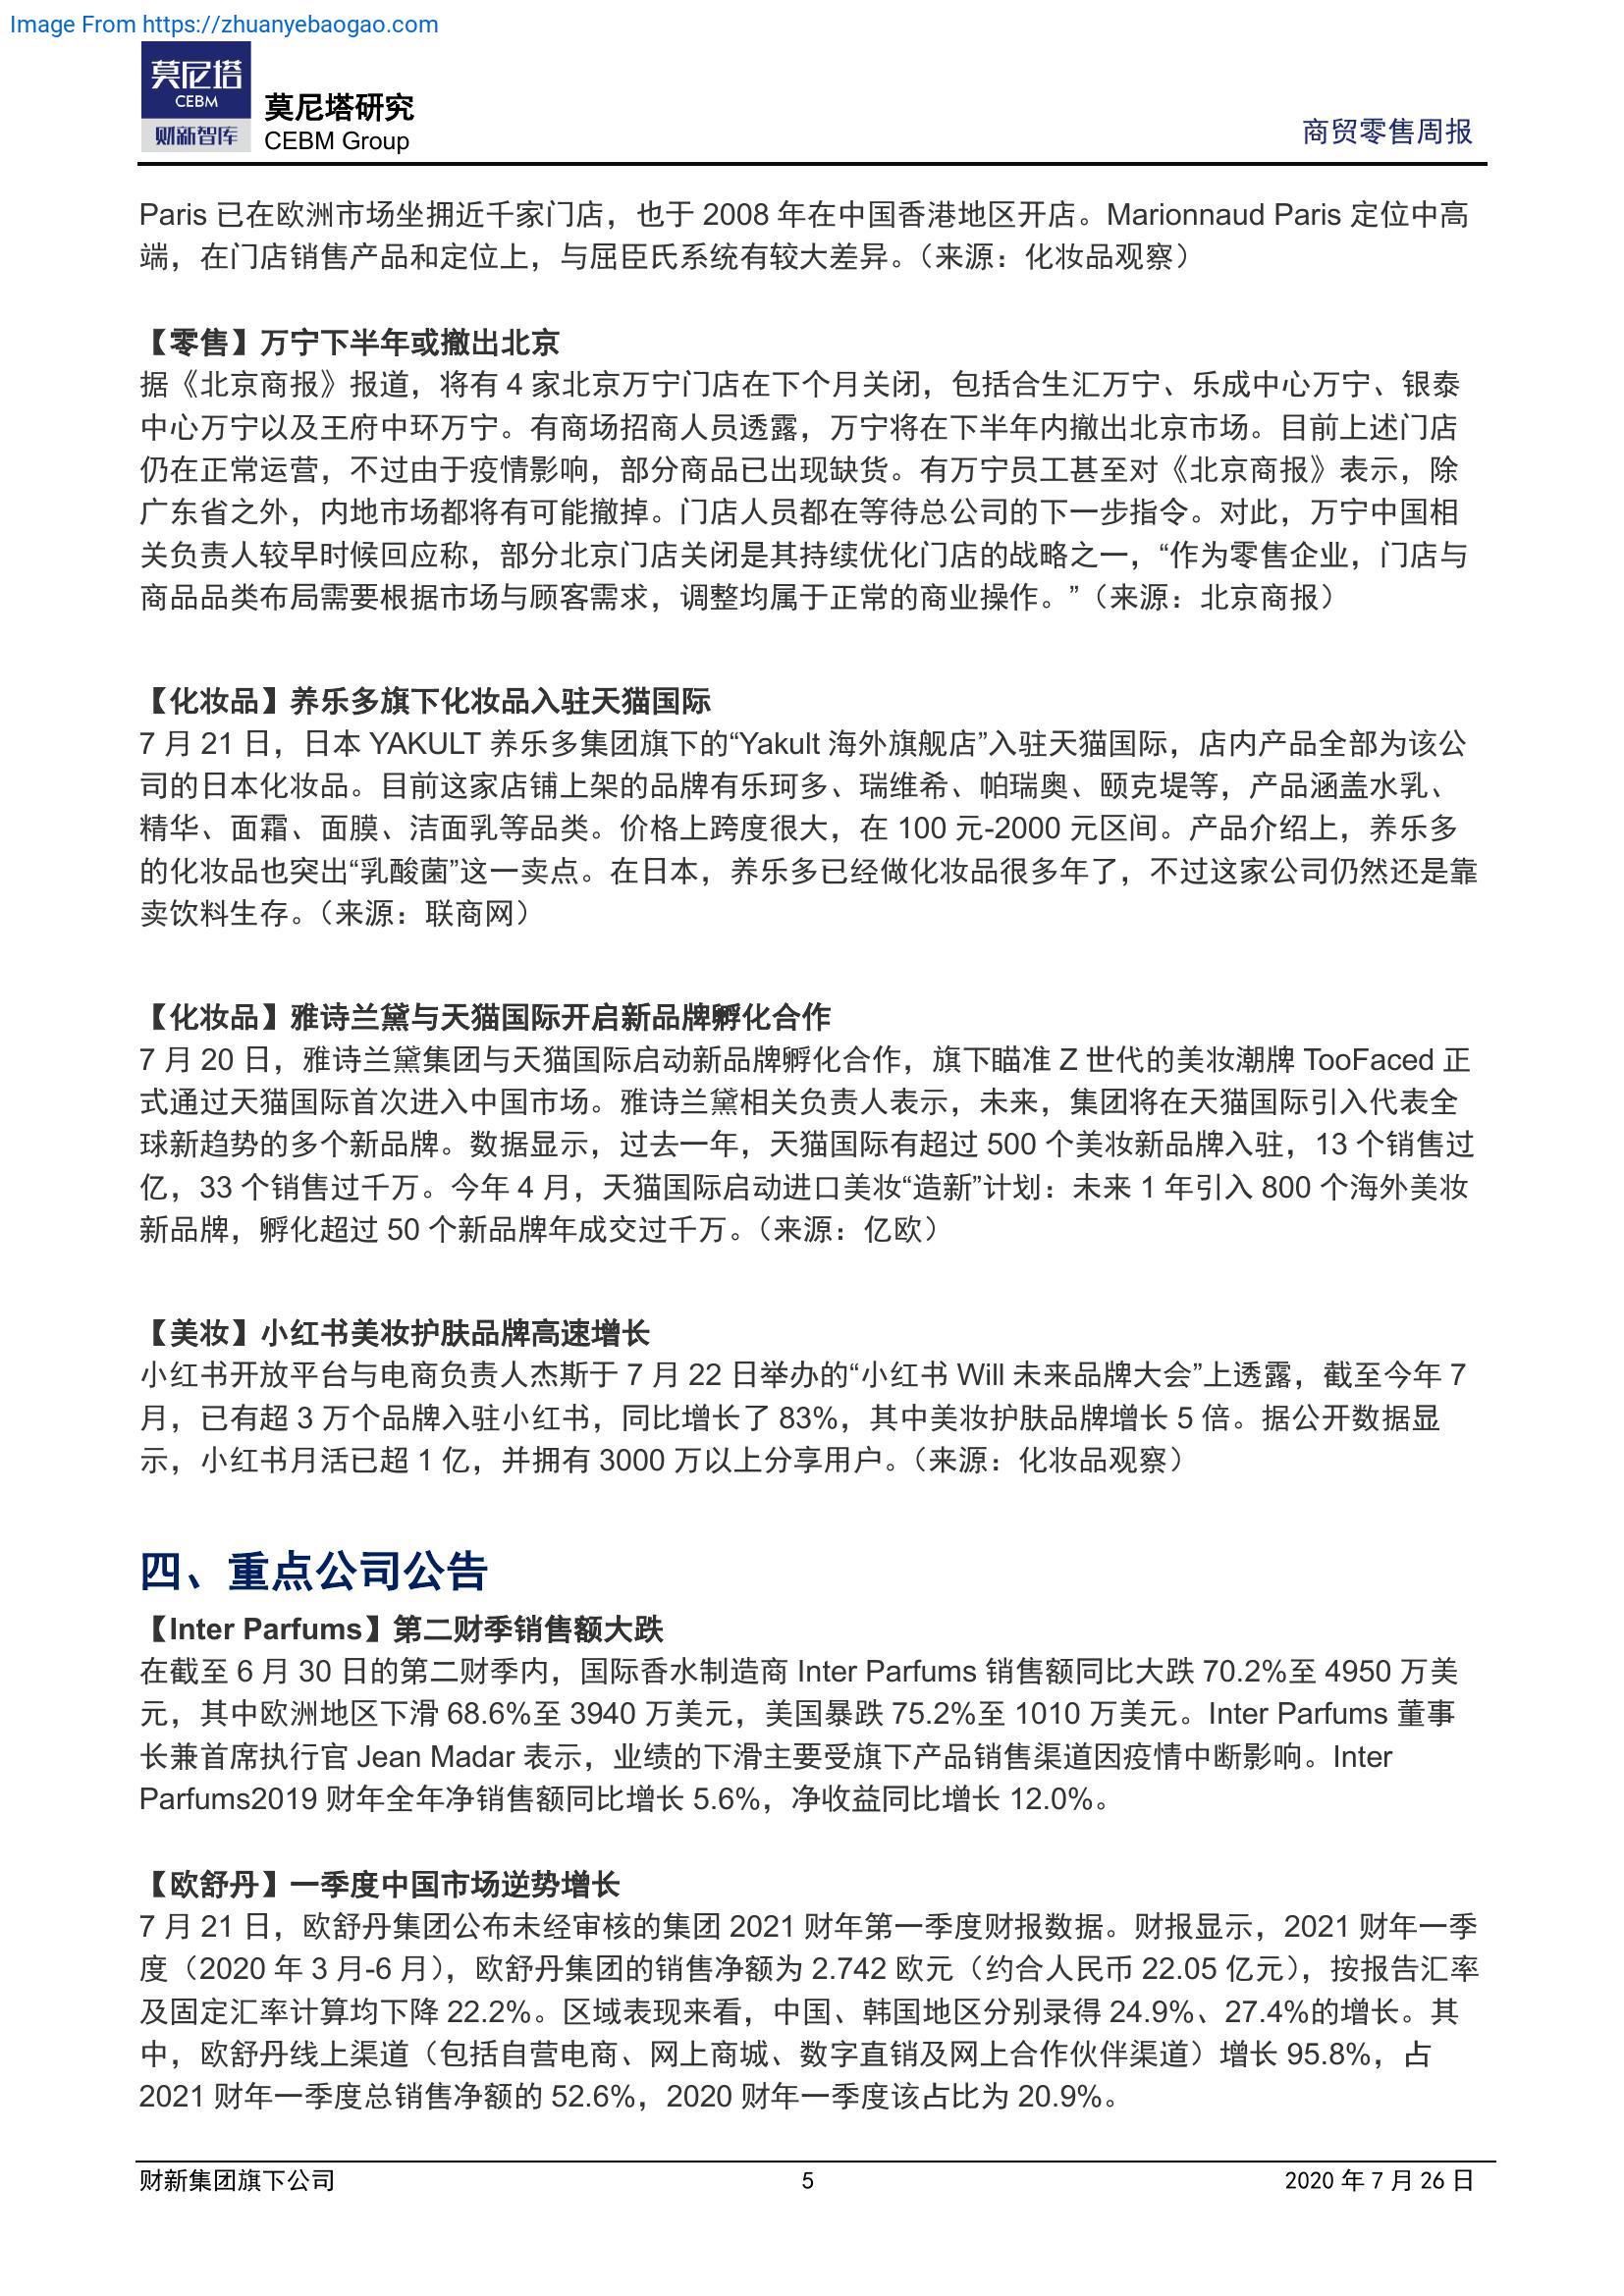 Image From https://zhuanyebaogao.com
莫尼塔
CEBM
财新智库
莫尼塔研究
CEBM Group
商贸零售周报
Paris 已在欧洲市场坐拥近千家门店，也于 2008 年在中国香港地区开店。Marionnaud Paris 定位中高
端，在门店销售产品和定位上，与屈臣氏系统有较大差异。（来源：化妆品观察）
【零售】万宁下半年或撤出北京
据《北京商报》报道，将有 4 家北京万宁门店在下个月关闭，包括合生汇万宁、乐成中心万宁、银泰
中心万宁以及王府中环万宁。有商场招商人员透露，万宁将在下半年内撤出北京市场。目前上述门店
仍在正常运营，不过由于疫情影响，部分商品已出现缺货。有万宁员工甚至对《北京商报》表示，除
广东省之外，内地市场都将有可能撤掉。门店人员都在等待总公司的下一步指令。对此，万宁中国相
关负责人较早时候回应称，部分北京门店关闭是其持续优化门店的战略之一，“作为零售企业，门店与
商品品类布局需要根据市场与顾客需求，调整均属于正常的商业操作。”（来源：北京商报）
【化妆品】养乐多旗下化妆品入驻天猫国际
7 月 21 日，日本 YAKULT 养乐多集团旗下的“Yakult 海外旗舰店”入驻天猫国际，店内产品全部为该公
司的日本化妆品。目前这家店铺上架的品牌有乐珂多、瑞维希、帕瑞奥、颐克堤等，产品涵盖水乳、
精华、面霜、面膜、洁面乳等品类。价格上跨度很大，在 100 元-2000 元区间。产品介绍上，养乐多
的化妆品也突出“乳酸菌”这一卖点。在日本，养乐多已经做化妆品很多年了，不过这家公司仍然还是靠
卖饮料生存。（来源：联商网）
【化妆品】雅诗兰黛与天猫国际开启新品牌孵化合作
7 月 20 日，雅诗兰黛集团与天猫国际启动新品牌孵化合作，旗下瞄准 Z 世代的美妆潮牌 TooFaced 正
式通过天猫国际首次进入中国市场。雅诗兰黛相关负责人表示，未来，集团将在天猫国际引入代表全
球新趋势的多个新品牌。数据显示，过去一年，天猫国际有超过 500 个美妆新品牌入驻，13 个销售过
亿，33 个销售过千万。今年 4 月，天猫国际启动进口美妆“造新”计划：未来 1 年引入 800 个海外美妆
新品牌，孵化超过 50 个新品牌年成交过千万。（来源：亿欧）
【美妆】小红书美妆护肤品牌高速增长
小红书开放平台与电商负责人杰斯于 7 月 22 日举办的“小红书 Will 未来品牌大会”上透露，截至今年 7
月，已有超 3 万个品牌入驻小红书，同比增长了 83%，其中美妆护肤品牌增长 5 倍。据公开数据显
示，小红书月活已超 1 亿，并拥有 3000 万以上分享用户。（来源：化妆品观察）
四、重点公司公告
【Inter Parfums】第二财季销售额大跌
在截至 6 月 30 日的第二财季内，国际香水制造商 Inter Parfums 销售额同比大跌 70.2%至 4950 万美
元，其中欧洲地区下滑 68.6%至 3940 万美元，美国暴跌 75.2%至 1010 万美元。Inter Parfums 董事
长兼首席执行官 Jean Madar 表示，业绩的下滑主要受旗下产品销售渠道因疫情中断影响。Inter
Parfums2019 财年全年净销售额同比增长 5.6%，净收益同比增长 12.0%。
【欧舒丹】一季度中国市场逆势增长
7 月 21 日，欧舒丹集团公布未经审核的集团 2021 财年第一季度财报数据。财报显示，2021 财年一季
度（2020 年 3 月-6 月），欧舒丹集团的销售净额为 2.742 欧元（约合人民币 22.05 亿元），按报告汇率
及固定汇率计算均下降 22.2%。区域表现来看，中国、韩国地区分别录得 24.9%、27.4%的增长。其
中，欧舒丹线上渠道（包括自营电商、网上商城、数字直销及网上合作伙伴渠道）增长 95.8%，占
2021 财年一季度总销售净额的 52.6%，2020 财年一季度该占比为 20.9%。
财新集团旗下公司
5
2020 年 7 月 26 日